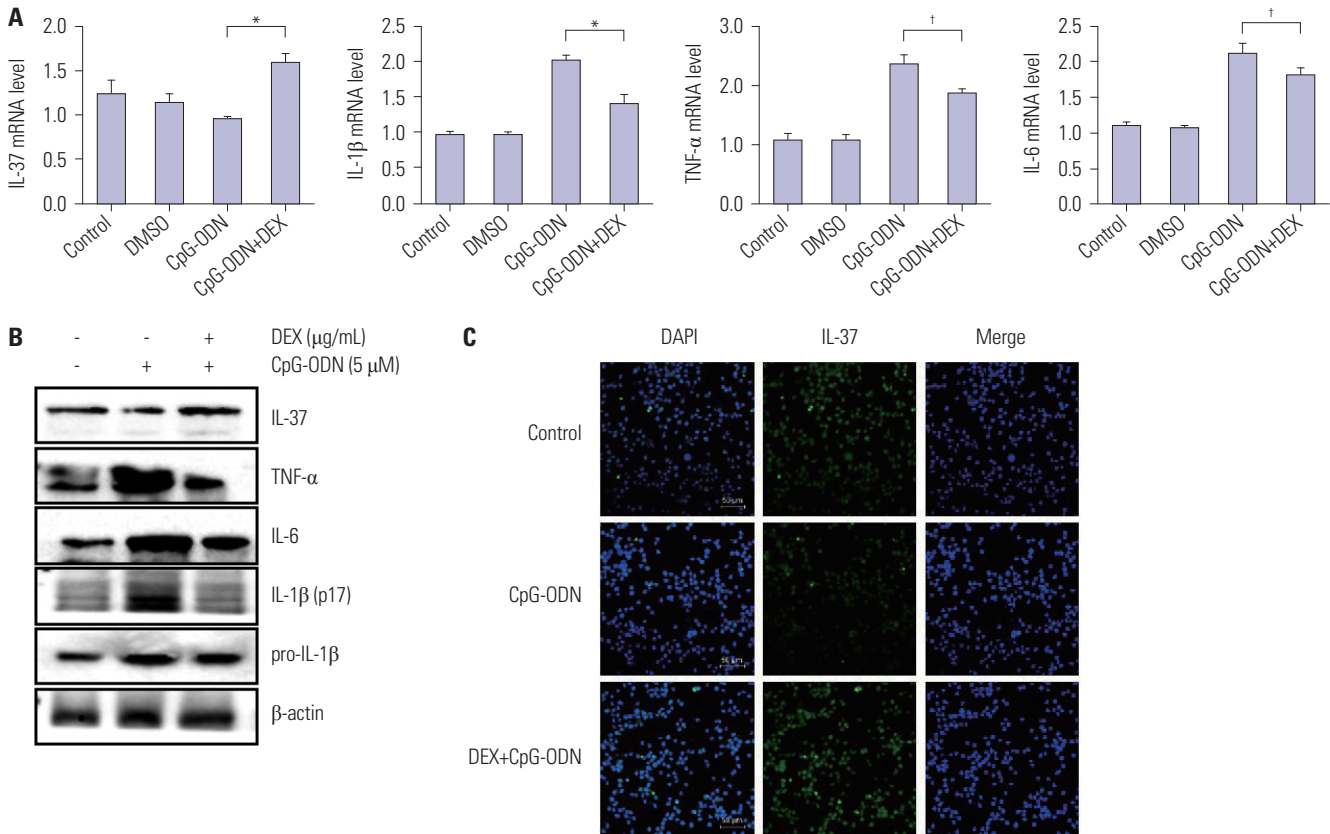 A
IL-37 mRNA level
2.0
1.5
1.0
0.5
0.0
*
Control
DMSO
CpG-ODN
CpG-ODN+DEX
IL-1β mRNA level
2.5
2.0
1.5
1.0
0.5
0.0
*
Control
DMSO
CpG-ODN
CpG-ODN+DEX
TNF-α mRNA level
3.0
2.0
1.0
0.0
†
Control
DMSO
CpG-ODN
CpG-ODN+DEX
IL-6 mRNA level
2.5
2.0
1.5
1.0
0.5
0.0
†
Control
DMSO
CpG-ODN
CpG-ODN+DEX
B
- - + DEX (μg/mL)
- + + CpG-ODN (5 μM)
IL-37
TNF-α
IL-6
IL-1β (p17)
pro-IL-1β
β-actin
C
DAPI IL-37 Merge
Control
50 μm
CpG-ODN
50 μm
DEX+CpG-ODN
50 μm